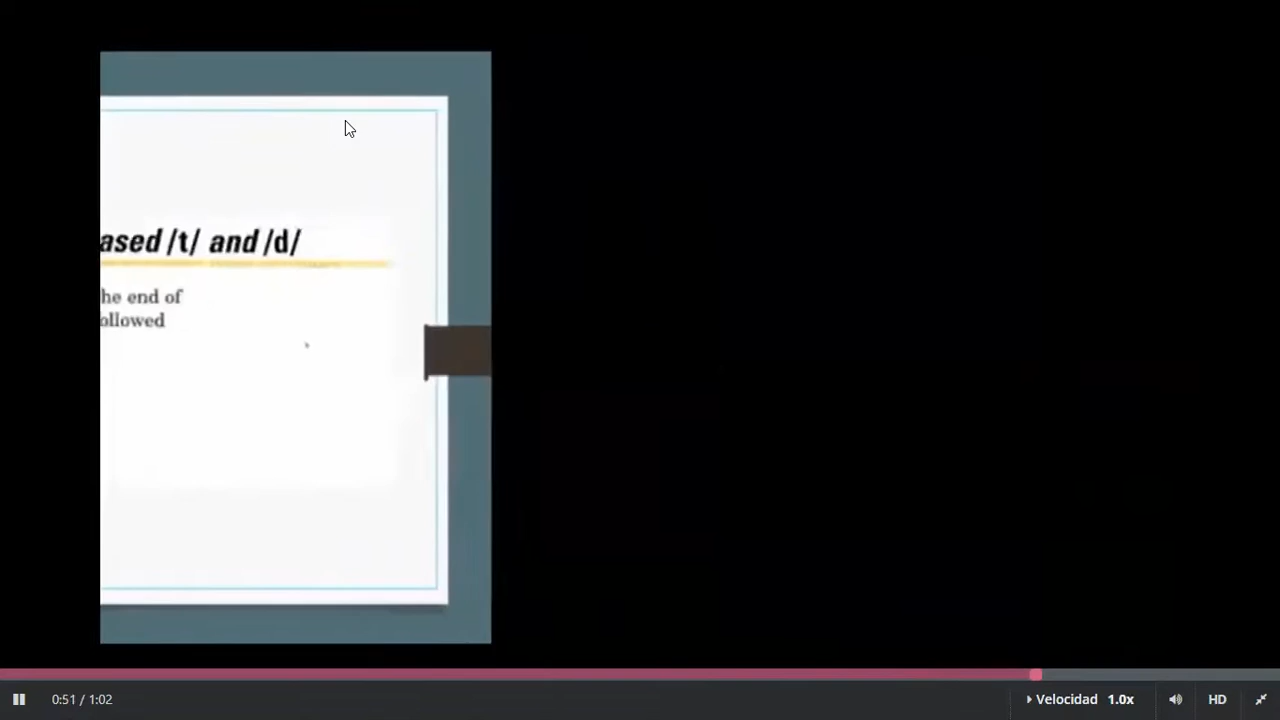 ased /t/ and /d/
he end of
ollowed
0:51 / 1:02
Velocidad 1.0x
HD